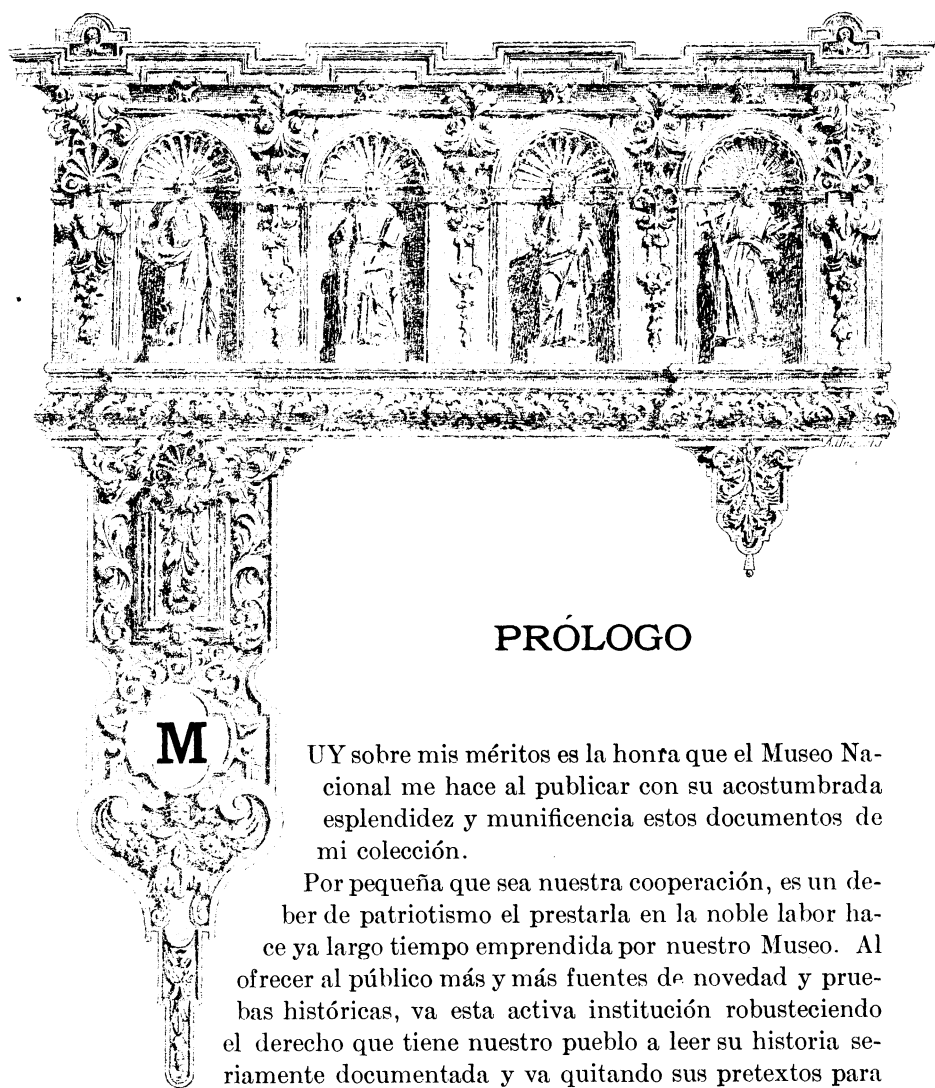 PRÓLOGO
MUY sobre mis méritos es la honra que el Museo Na-
cional me hace al publicar con su acostumbrada
esplendidez y munificencia estos documentos de
mi colección.
Por pequeña que sea nuestra cooperación, es un de-
ber de patriotismo el prestarla en la noble labor ha-
ce ya largo tiempo emprendida por nuestro Museo. Al
ofrecer al público más y más fuentes de novedad y prue-
bas históricas, va esta activa institución robusteciendo
el derecho que tiene nuestro pueblo a leer su historia se-
riamente documentada y va quitando sus pretextos para